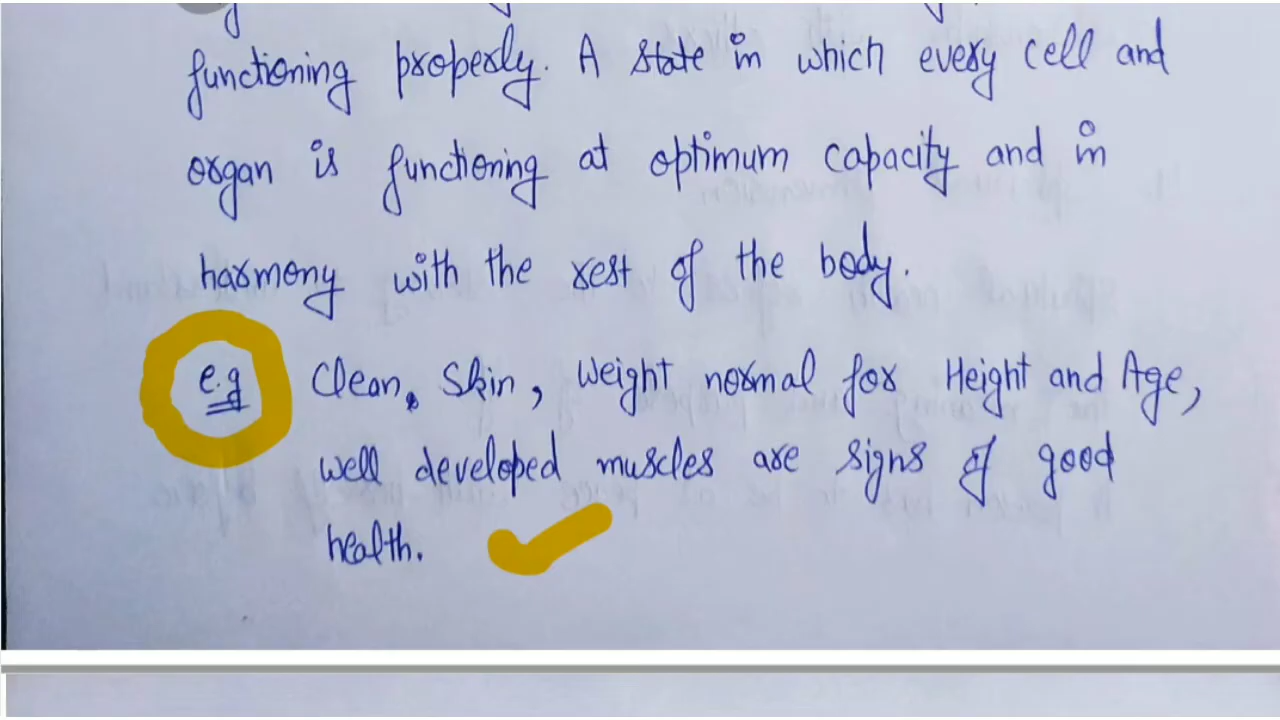 functioning properly. A state in which every cell and
organ is functioning at optimum capacity and in
harmony with the rest of the body.
e.g Clean, Skin, Weight normal for Height and Age,
well developed muscles are signs of good
health.